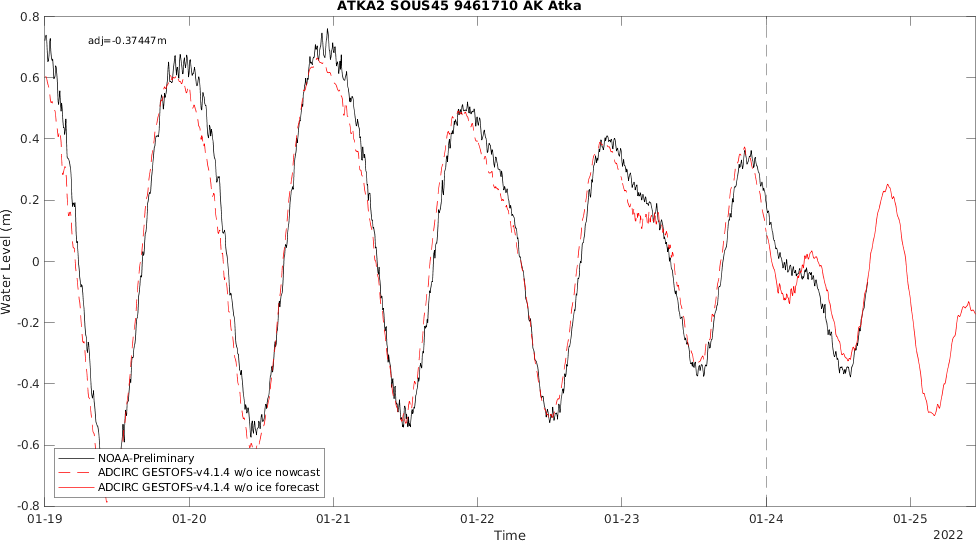 ATKA2 SOUS45 9461710 AK Atka
adj=-0.37447m
0.8
0.6
0.4
0.2
0
-0.2
-0.4
-0.6
-0.8
Water Level (m)
NOAA-Preliminary
ADCIRC GESTOFS-v4.1.4 w/o ice nowcast
ADCIRC GESTOFS-v4.1.4 w/o ice forecast
01-19 01-20 01-21 01-22 01-23 01-24 01-25
Time
2022